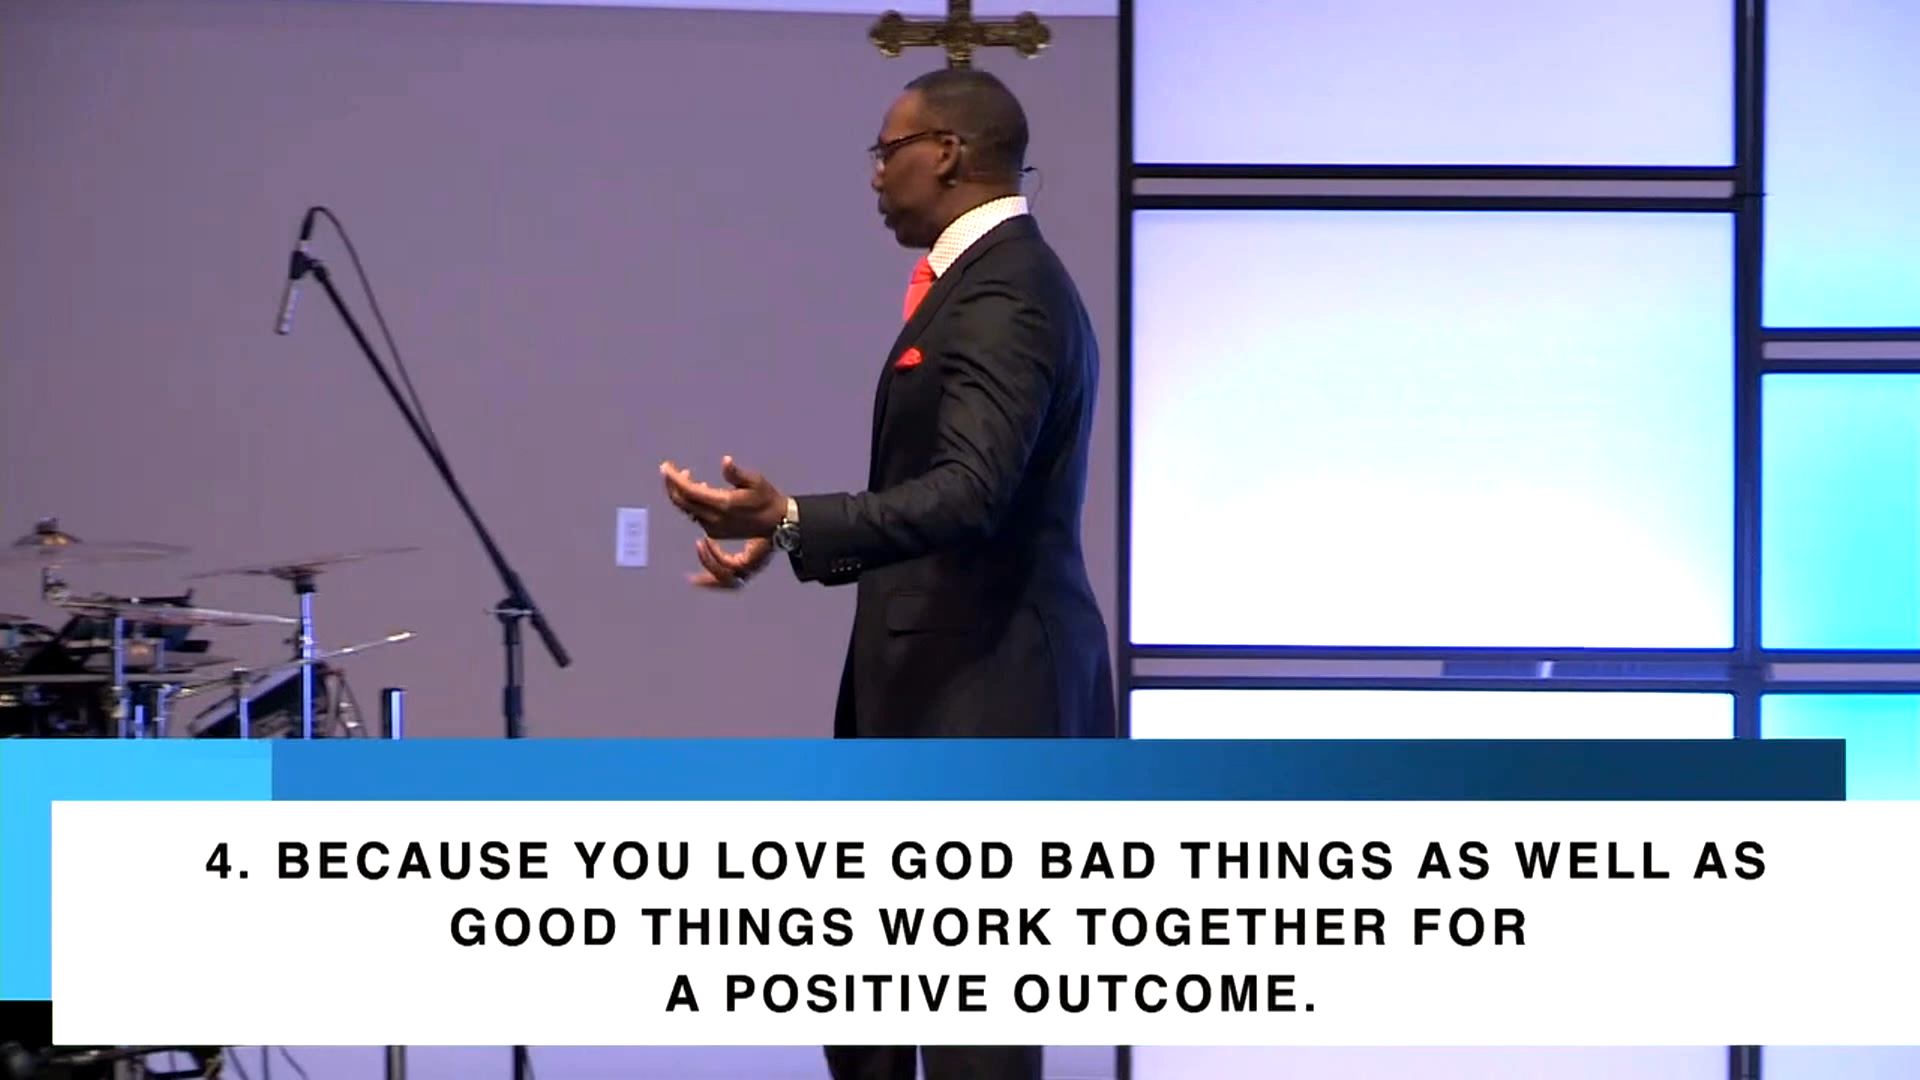 4. BECAUSE YOU LOVE GOD BAD THINGS AS WELL AS
GOOD THINGS WORK TOGETHER FOR
A POSITIVE OUTCOME.